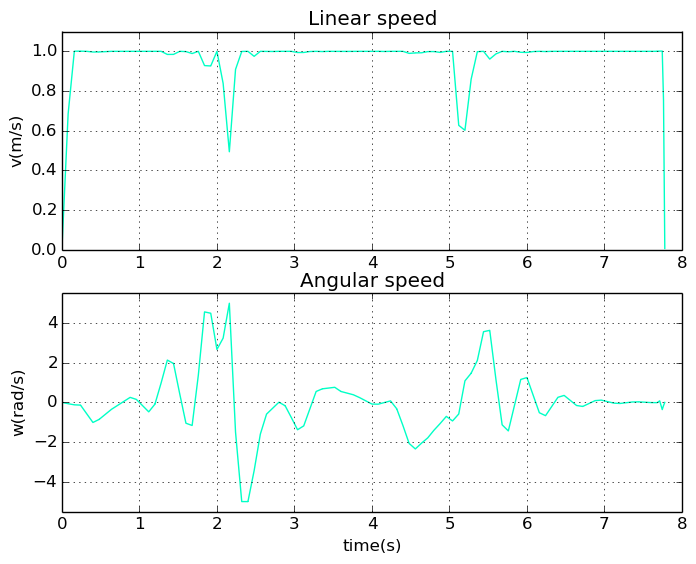 Linear speed
1.0
0.8
0.6
0.4
0.2
0.0
v(m/s)
0 1 2 3 4 5 6 7 8
Angular speed
4
2
0
−2
−4
w(rad/s)
0 1 2 3 4 5 6 7 8
time(s)